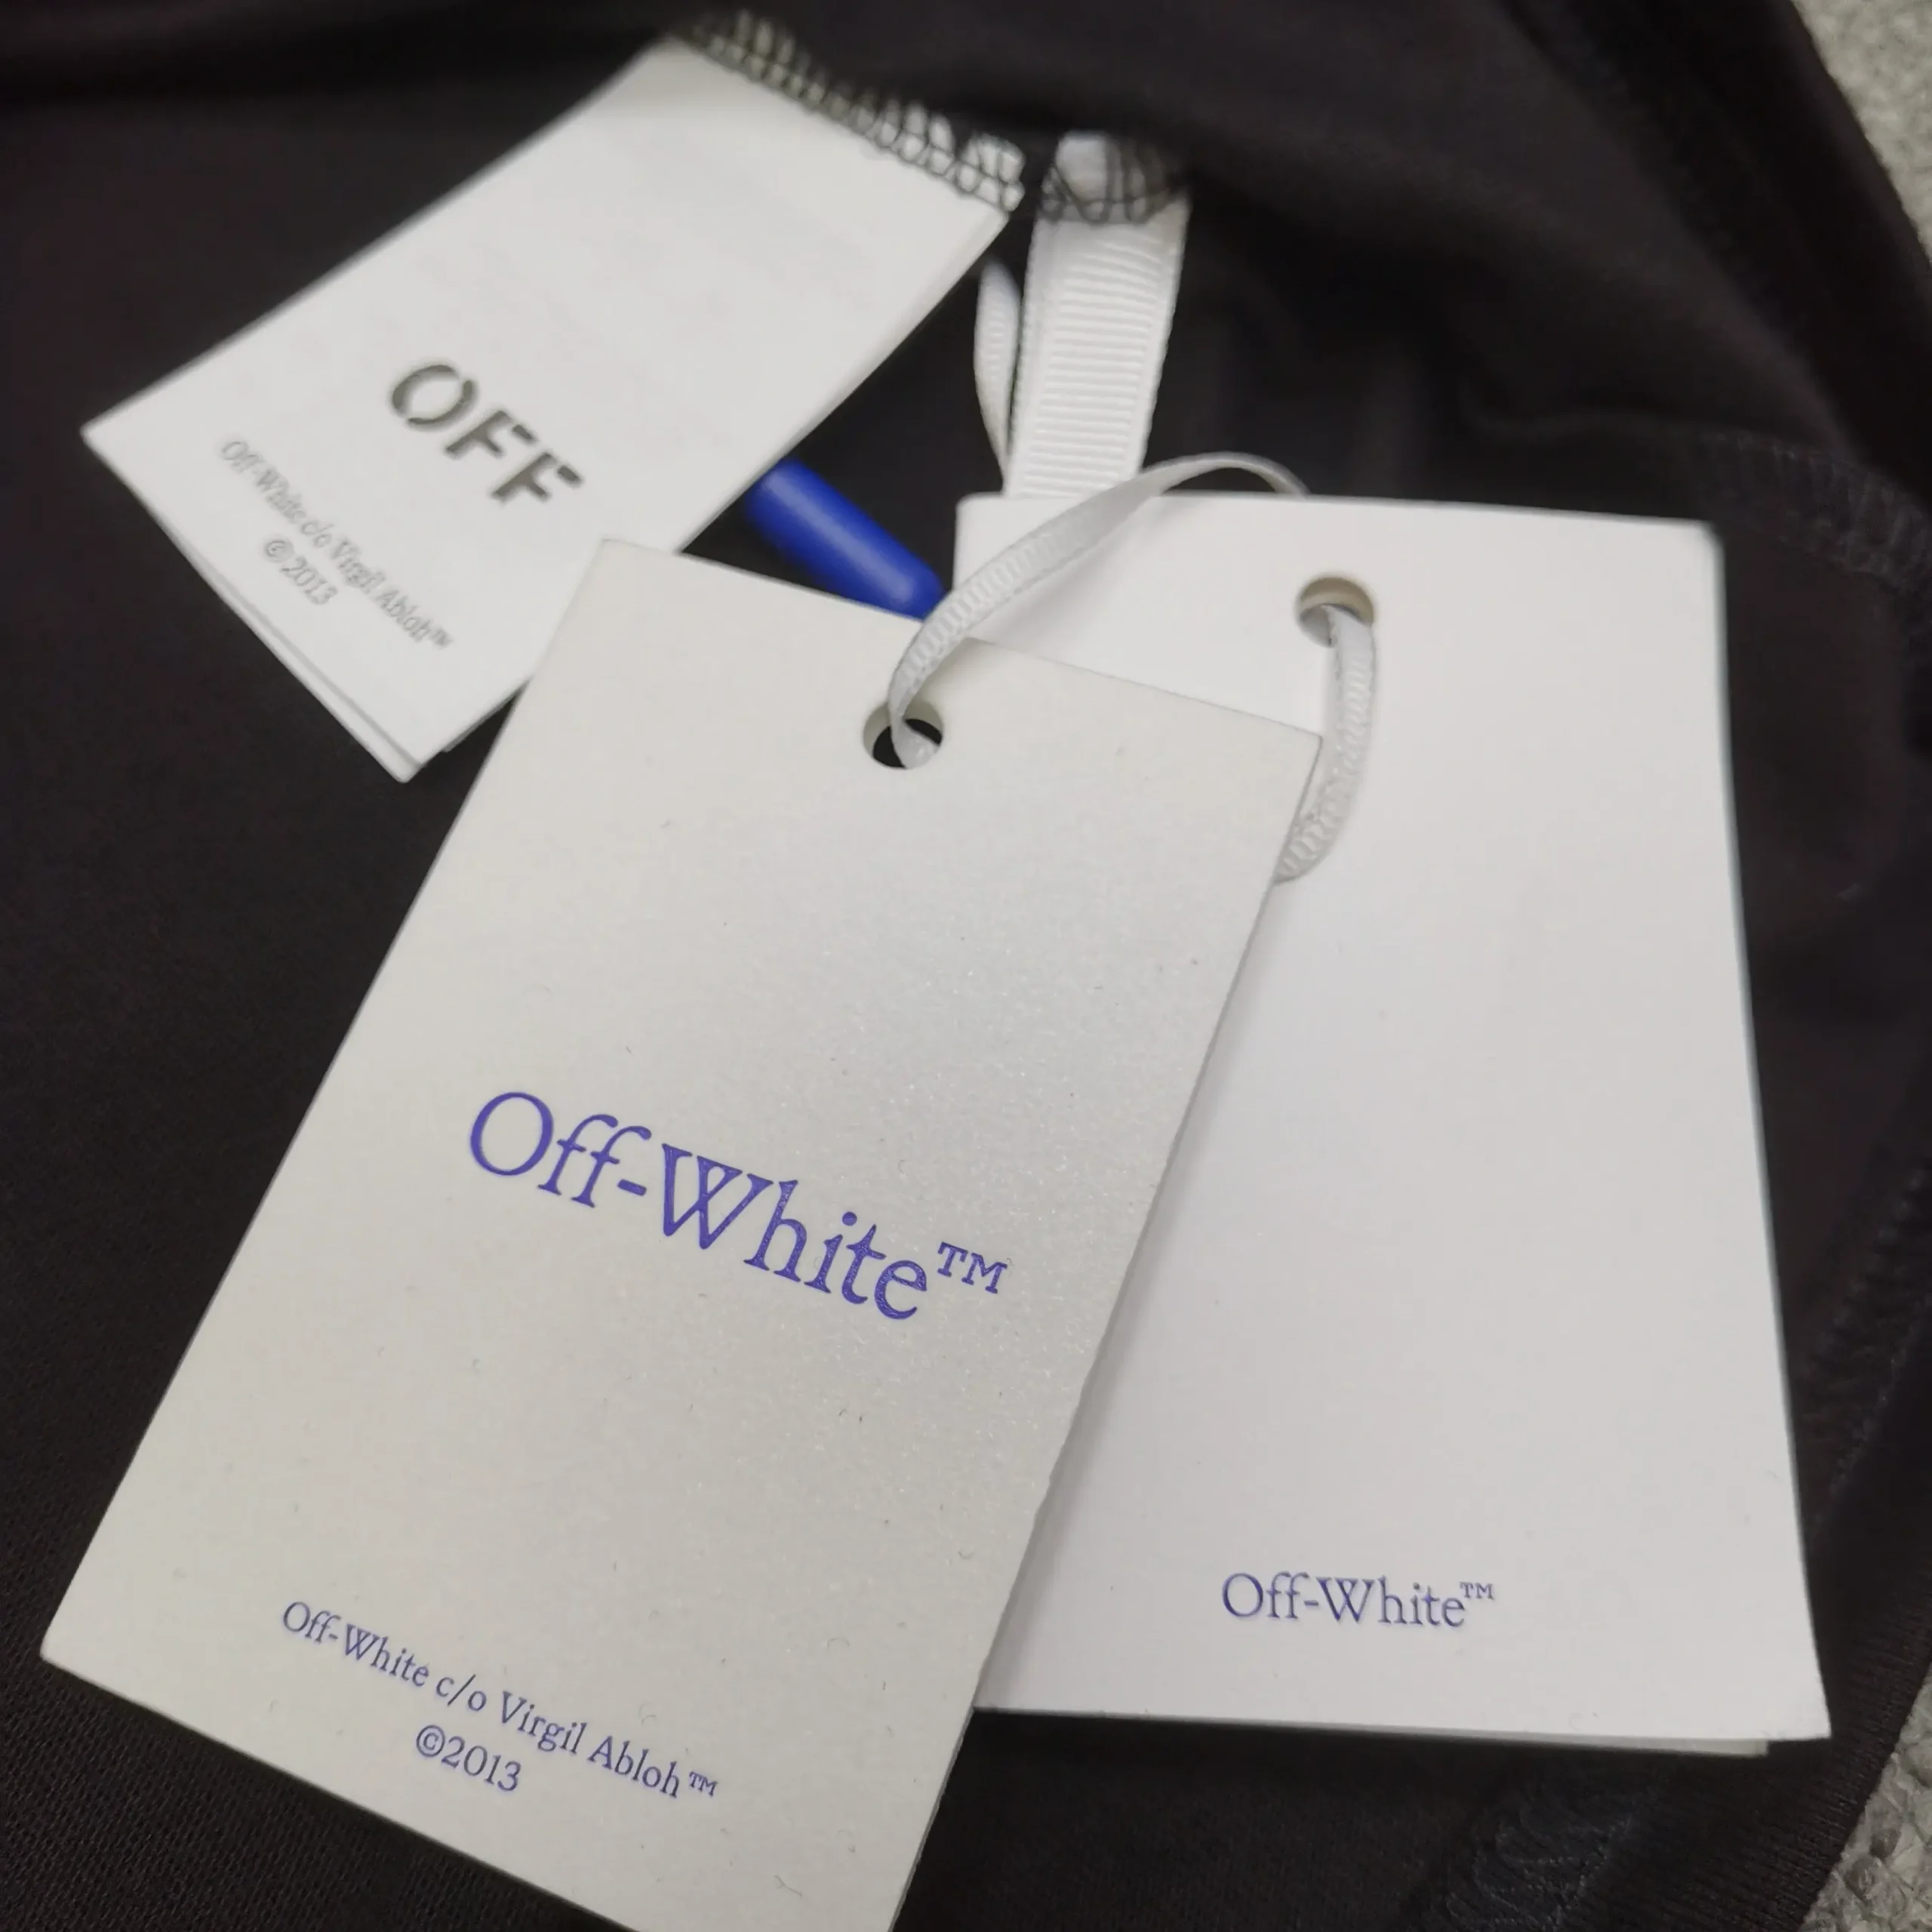 OFF
Off-White c/o Virgil Abloh™
©2013
Off-White™
Off-White c/o Virgil Abloh™
©2013
Off-White™